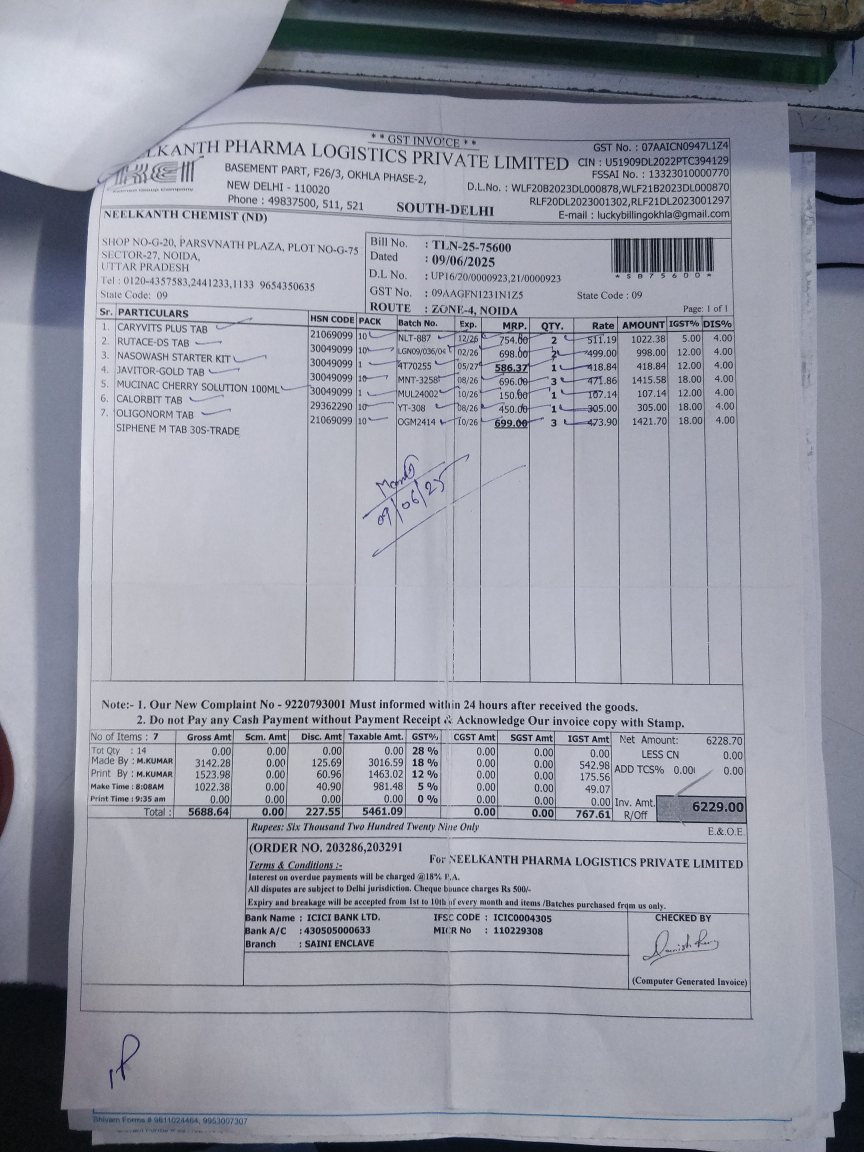 ** GST INVOICE **
LKANTH PHARMA LOGISTICS PRIVATE LIMITED
BASEMENT PART, F26/3, OKHLA PHASE-2,
NEW DELHI - 110020
Phone : 49837500, 511, 521
SOUTH-DELHI
GST No. : 07AAICN0947L1Z4
CIN : U51909DL2022PTC394129
FSSAI No. : 13323010000770
D.L.No. : WLF20B2023DL000878,WLF21B2023DL000870
RLF20DL2023001302,RLF21DL2023001297
E-mail : luckybillingokhla@gmail.com
NEELKANTH CHEMIST (ND)
SHOP NO-G-20, PARSVNATH PLAZA, PLOT NO-G-75
SECTOR-27, NOIDA,
UTTAR PRADESH
Tel : 0120-4357583,2441233,1133 9654350635
State Code: 09
Bill No. : TLN-25-75600
Dated : 09/06/2025
D.L No. : UP16/20/0000923,21/0000923
GST No. : 09AAGFN1231N1Z5 State Code : 09
ROUTE : ZONE-4, NOIDA
*SB75600*
Page: 1 of 1
Sr. PARTICULARS HSN CODE PACK Batch No. Exp. MRP. QTY. Rate AMOUNT IGST% DIS%
1. CARYVITS PLUS TAB 21069099 10 NLT-887 12/26 754.00 2 511.19 1022.38 5.00 4.00
2. RUTACE-DS TAB 30049099 10 LGN09/036/04 02/26 698.00 2 499.00 998.00 12.00 4.00
3. NASOWASH STARTER KIT 30049099 1 4T70255 05/27 586.37 1 418.84 418.84 12.00 4.00
4. JAVITOR-GOLD TAB 30049099 10 MNT-3258 08/26 696.00 3 471.86 1415.58 18.00 4.00
5. MUCINAC CHERRY SOLUTION 100ML 30049099 1 MUL24002 10/26 150.00 1 107.14 107.14 12.00 4.00
6. CALORBIT TAB 29362290 10 YT-308 08/26 450.00 1 305.00 305.00 18.00 4.00
7. OLIGONORM TAB 21069099 10 OGM2414 10/26 699.00 3 473.90 1421.70 18.00 4.00
SIPHENE M TAB 30S-TRADE
09/06/25
Note:- 1. Our New Complaint No - 9220793001 Must informed within 24 hours after received the goods.
2. Do not Pay any Cash Payment without Payment Receipt & Acknowledge Our invoice copy with Stamp.
No of Items : 7 Gross Amt Scm. Amt Disc. Amt Taxable Amt. GST% CGST Amt SGST Amt IGST Amt
Tot Qty : 14 0.00 0.00 0.00 0.00 28 % 0.00 0.00 0.00
Made By : M.KUMAR 3142.28 0.00 125.69 3016.59 18 % 0.00 0.00 542.98
Print By : M.KUMAR 1523.98 0.00 60.96 1463.02 12 % 0.00 0.00 175.56
Make Time : 8:08AM 1022.38 0.00 40.90 981.48 5 % 0.00 0.00 49.07
Print Time : 9:35 am 0.00 0.00 0.00 0.00 0 % 0.00 0.00 0.00
Total : 5688.64 0.00 227.55 5461.09 0.00 0.00 767.61
Net Amount: 6228.70
LESS CN 0.00
ADD TCS% 0.00 0.00
Inv. Amt. R/Off 6229.00
E.&.O.E
Rupees: Six Thousand Two Hundred Twenty Nine Only
(ORDER NO. 203286,203291
Terms & Conditions :-
For NEELKANTH PHARMA LOGISTICS PRIVATE LIMITED
Interest on overdue payments will be charged @18% P.A.
All disputes are subject to Delhi jurisdiction. Cheque bounce charges Rs 500/-
Expiry and breakage will be accepted from 1st to 10th of every month and items /Batches purchased from us only.
Bank Name : ICICI BANK LTD. IFSC CODE : ICIC0004305
Bank A/C : 430505000633 MICR No : 110229308
Branch : SAINI ENCLAVE
CHECKED BY
(Computer Generated Invoice)
Shivam Forms # 9811024464, 9953007307